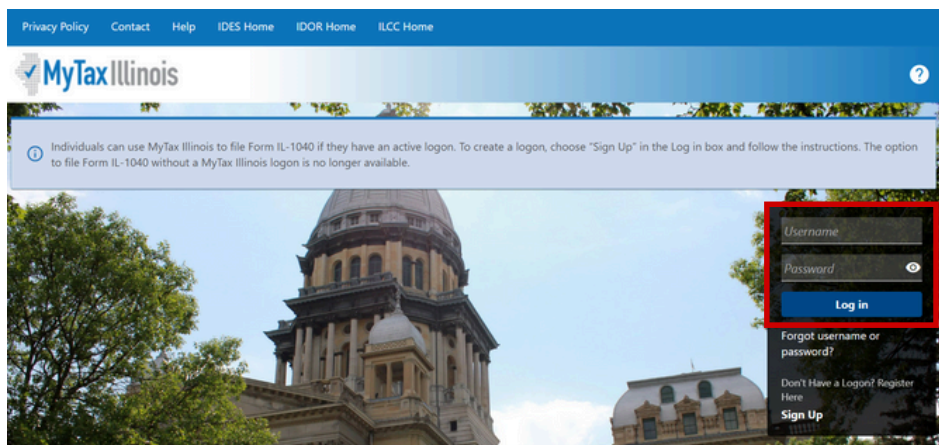 Privacy Policy Contact Help IDES Home IDOR Home ILCC Home
MyTax Illinois
?
Individuals can use MyTax Illinois to file Form IL-1040 if they have an active logon. To create a logon, choose "Sign Up" in the Log in box and follow the instructions. The option
to file Form IL-1040 without a MyTax Illinois logon is no longer available.
Username
Password
Log in
Forgot username or
password?
Don't Have a Logon? Register
Here
Sign Up